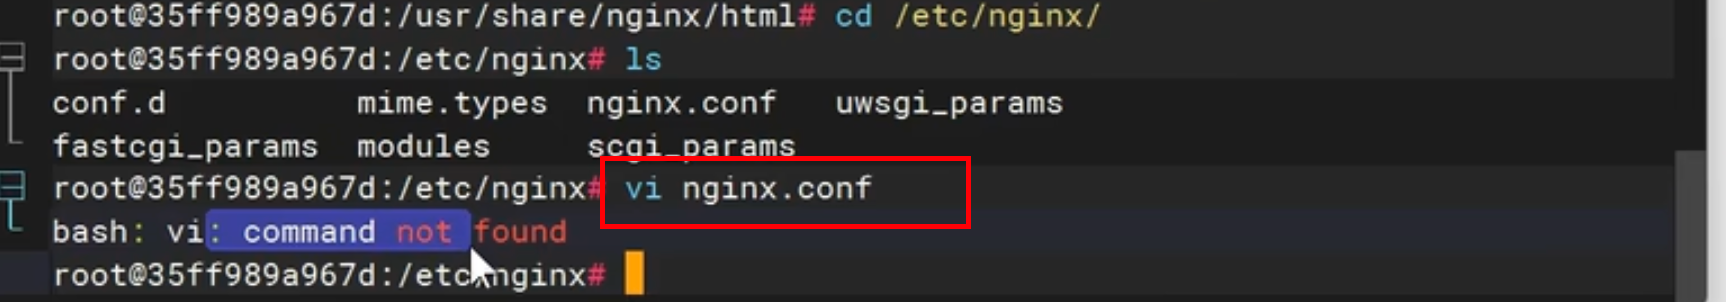 root@35ff989a967d:/usr/share/nginx/html# cd /etc/nginx/
root@35ff989a967d:/etc/nginx# ls
conf.d          mime.types  nginx.conf   uwsgi_params
fastcgi_params  modules     scgi_params
root@35ff989a967d:/etc/nginx# vi nginx.conf
bash: vi: command not found
root@35ff989a967d:/etc/nginx#